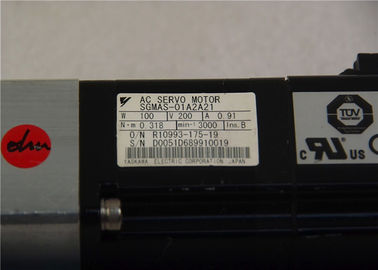 AC SERVO MOTOR
SGMAS-01A2A21
W 100 V 200 A 0.91
N-m 0.318 min-1 3000 Ins.B
O/N R10993-175-19
S/N D0051D689910019
YASKAWA ELECTRIC CORPORATION JAPAN
TÜV
C US